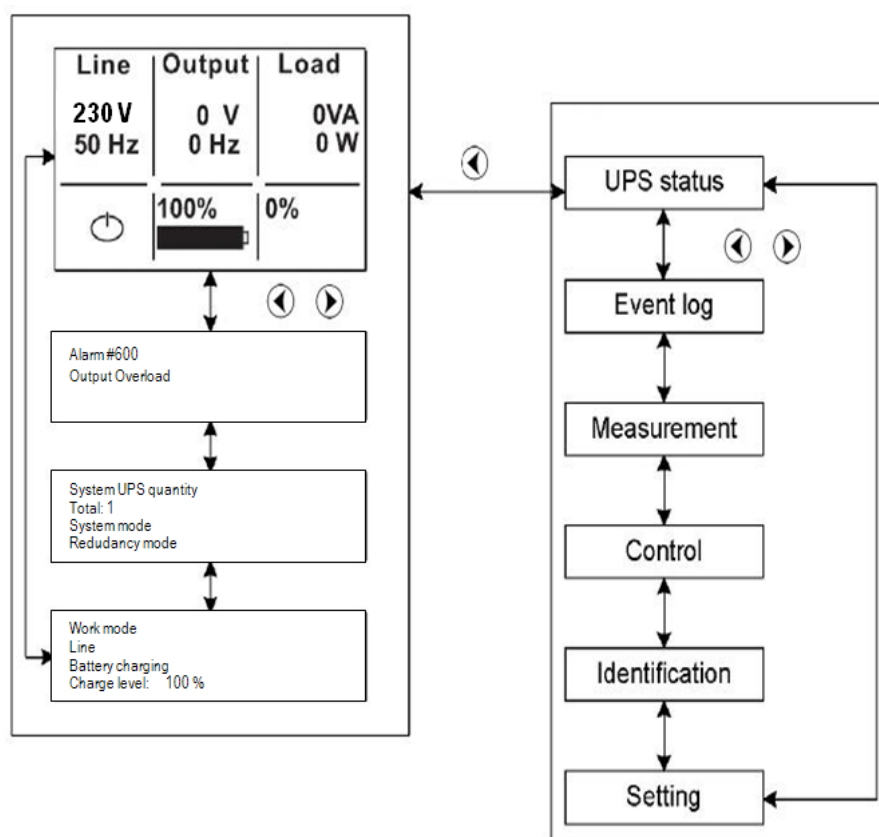 Line Output Load
230 V 0 V 0VA
50 Hz 0 Hz 0 W
100% 0%
Alarm #600
Output Overload
System UPS quantity
Total: 1
System mode
Redudancy mode
Work mode
Line
Battery charging
Charge level: 100 %
UPS status
Event log
Measurement
Control
Identification
Setting